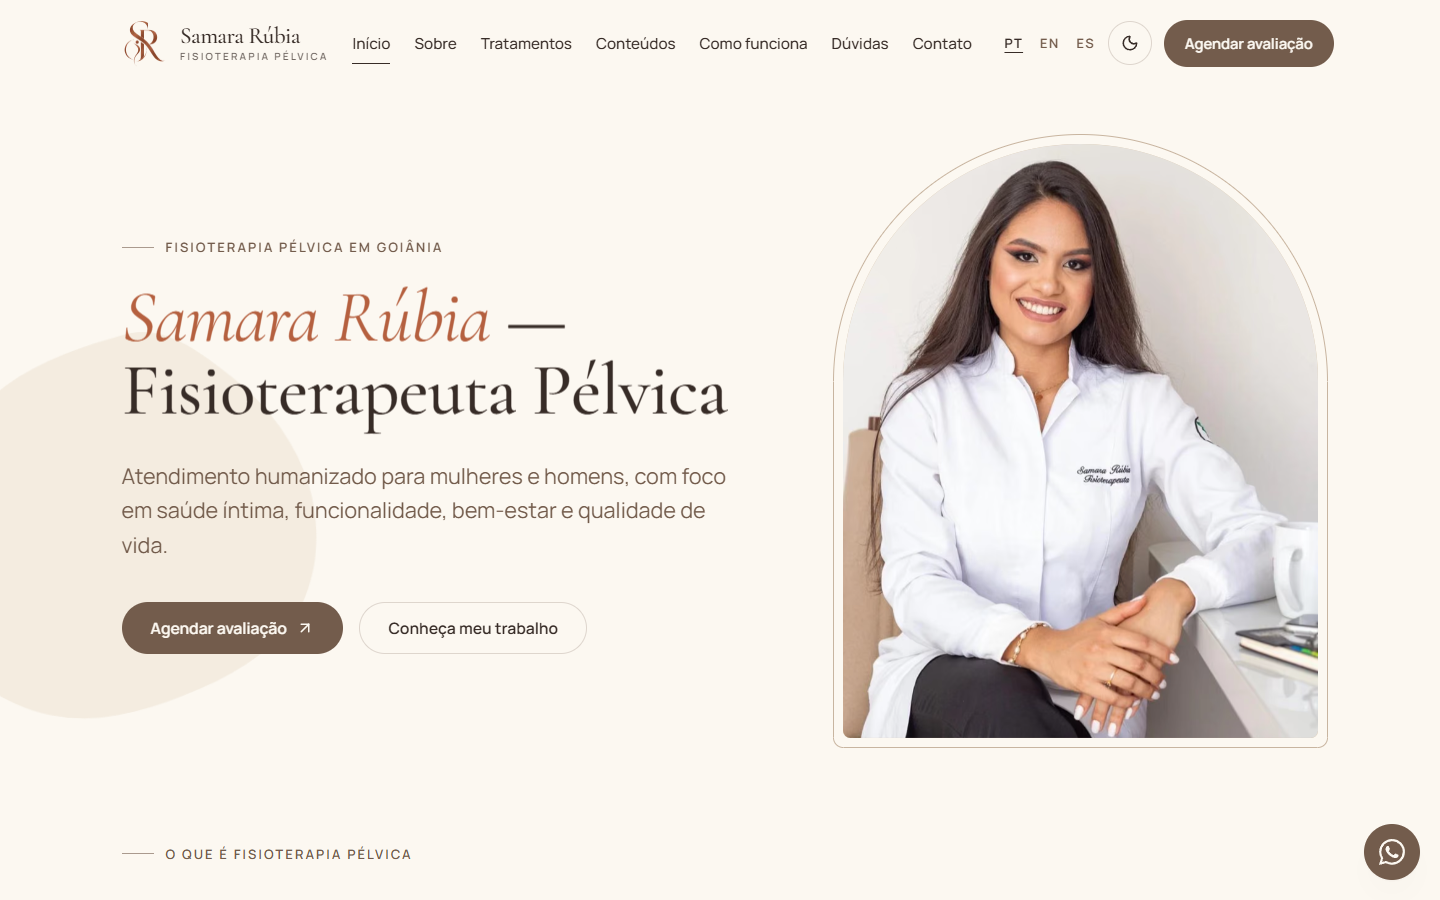 Samara Rúbia
FISIOTERAPIA PÉLVICA
Início
Sobre
Tratamentos
Conteúdos
Como funciona
Dúvidas
Contato
PT
EN
ES
Agendar avaliação
FISIOTERAPIA PÉLVICA EM GOIÂNIA
Samara Rúbia —
Fisioterapeuta Pélvica
Atendimento humanizado para mulheres e homens, com foco
em saúde íntima, funcionalidade, bem-estar e qualidade de
vida.
Agendar avaliação
Conheça meu trabalho
Samara Rúbia
Fisioterapeuta
O QUE É FISIOTERAPIA PÉLVICA